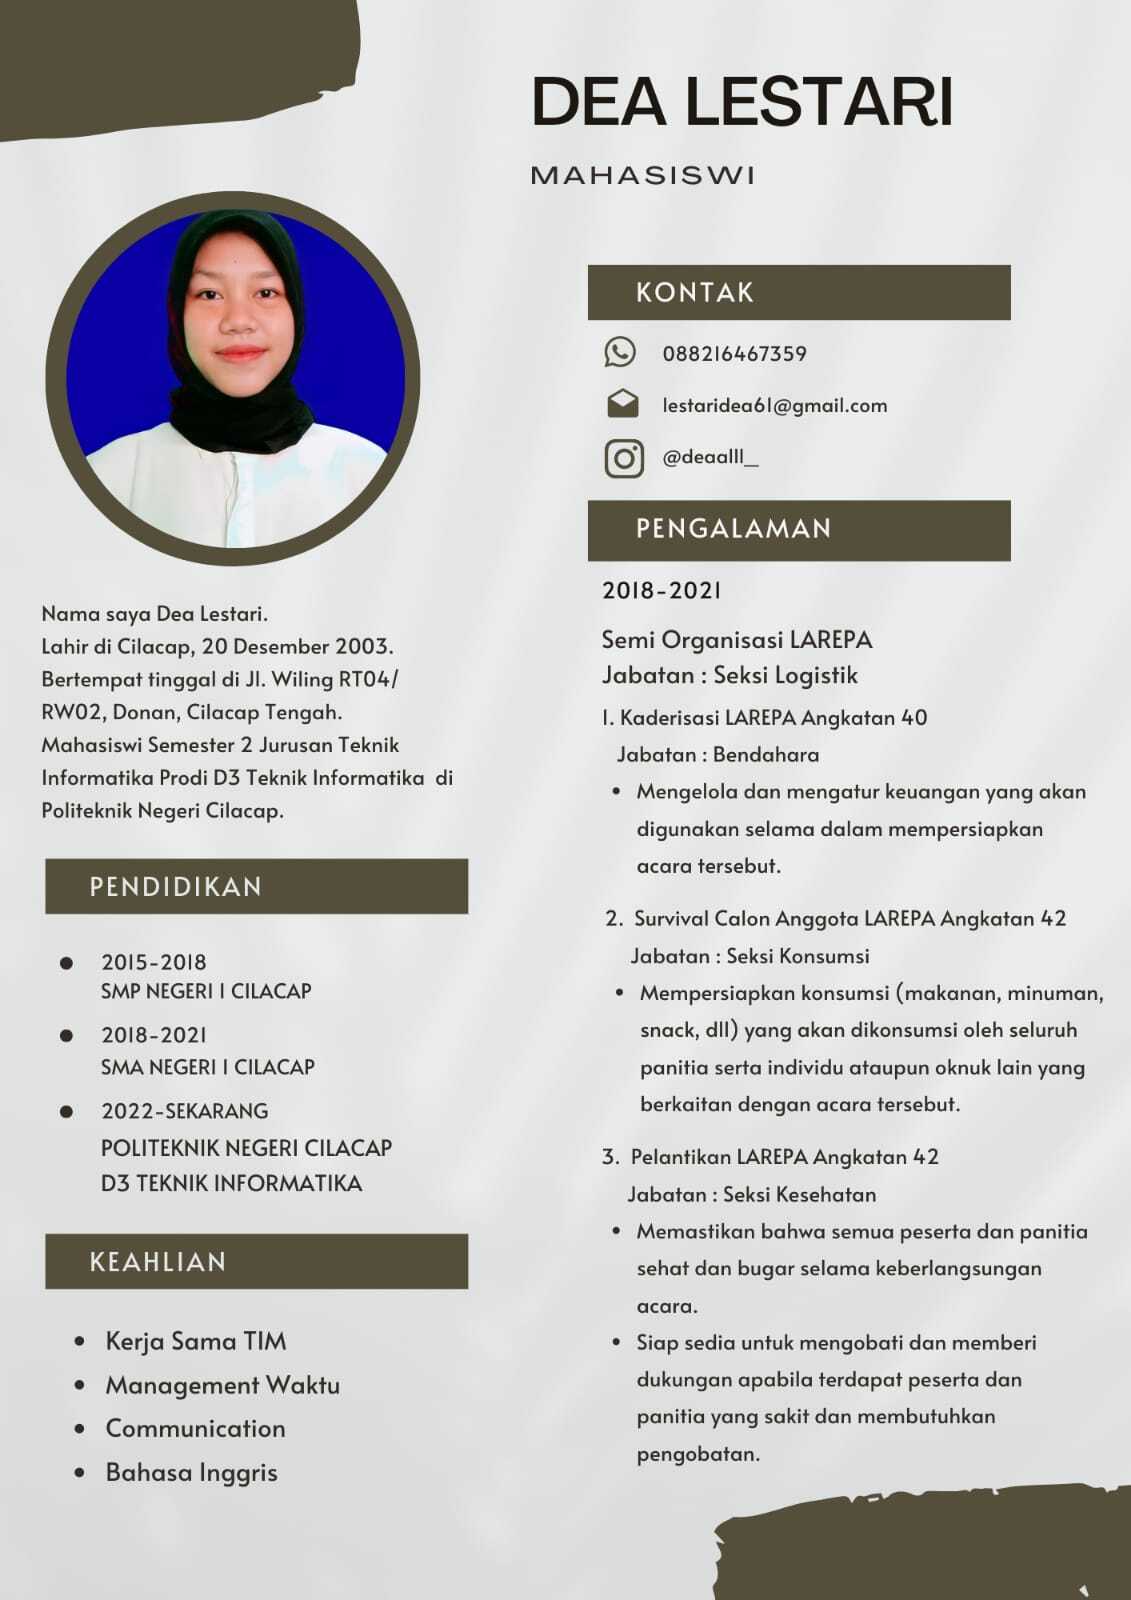 DEA LESTARI
MAHASISWI
Nama saya Dea Lestari.
Lahir di Cilacap, 20 Desember 2003.
Bertempat tinggal di Jl. Wiling RT04/
RW02, Donan, Cilacap Tengah.
Mahasiswi Semester 2 Jurusan Teknik
Informatika Prodi D3 Teknik Informatika di
Politeknik Negeri Cilacap.
PENDIDIKAN
• 2015-2018
SMP NEGERI 1 CILACAP
• 2018-2021
SMA NEGERI 1 CILACAP
• 2022-SEKARANG
POLITEKNIK NEGERI CILACAP
D3 TEKNIK INFORMATIKA
KEAHLIAN
• Kerja Sama TIM
• Management Waktu
• Communication
• Bahasa Inggris
KONTAK
088216467359
lestaridea61@gmail.com
@deaalll_
PENGALAMAN
2018-2021
Semi Organisasi LAREPA
Jabatan : Seksi Logistik
1. Kaderisasi LAREPA Angkatan 40
Jabatan : Bendahara
• Mengelola dan mengatur keuangan yang akan
digunakan selama dalam mempersiapkan
acara tersebut.
2. Survival Calon Anggota LAREPA Angkatan 42
Jabatan : Seksi Konsumsi
• Mempersiapkan konsumsi (makanan, minuman,
snack, dll) yang akan dikonsumsi oleh seluruh
panitia serta individu ataupun oknuk lain yang
berkaitan dengan acara tersebut.
3. Pelantikan LAREPA Angkatan 42
Jabatan : Seksi Kesehatan
• Memastikan bahwa semua peserta dan panitia
sehat dan bugar selama keberlangsungan
acara.
• Siap sedia untuk mengobati dan memberi
dukungan apabila terdapat peserta dan
panitia yang sakit dan membutuhkan
pengobatan.